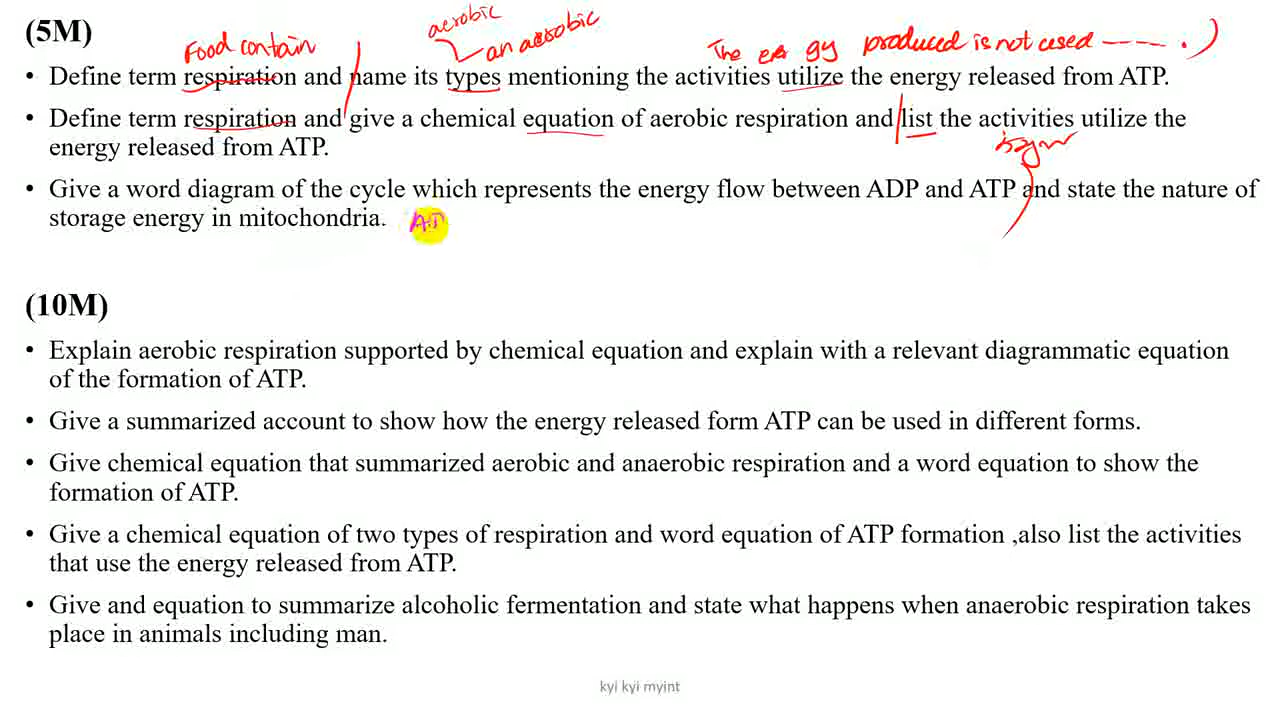 (5M)
aerobic
an aerobic
Food contain
The energy produced is not used ------- . )
• Define term respiration and name its types mentioning the activities utilize the energy released from ATP.
• Define term respiration and give a chemical equation of aerobic respiration and list the activities utilize the
energy released from ATP.
• Give a word diagram of the cycle which represents the energy flow between ADP and ATP and state the nature of
storage energy in mitochondria.
(10M)
• Explain aerobic respiration supported by chemical equation and explain with a relevant diagrammatic equation
of the formation of ATP.
• Give a summarized account to show how the energy released form ATP can be used in different forms.
• Give chemical equation that summarized aerobic and anaerobic respiration and a word equation to show the
formation of ATP.
• Give a chemical equation of two types of respiration and word equation of ATP formation ,also list the activities
that use the energy released from ATP.
• Give and equation to summarize alcoholic fermentation and state what happens when anaerobic respiration takes
place in animals including man.
kyi kyi myint